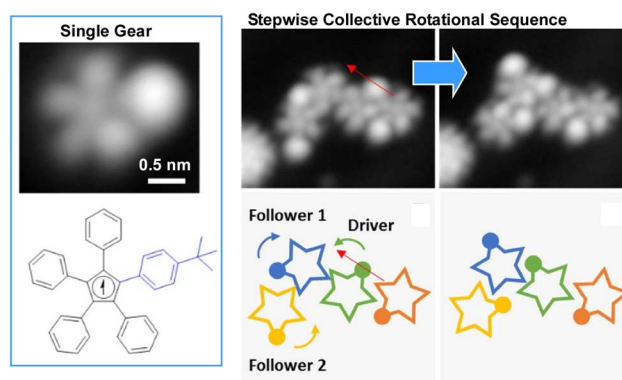 Single Gear
0.5 nm
Stepwise Collective Rotational Sequence
Follower 1
Driver
Follower 2